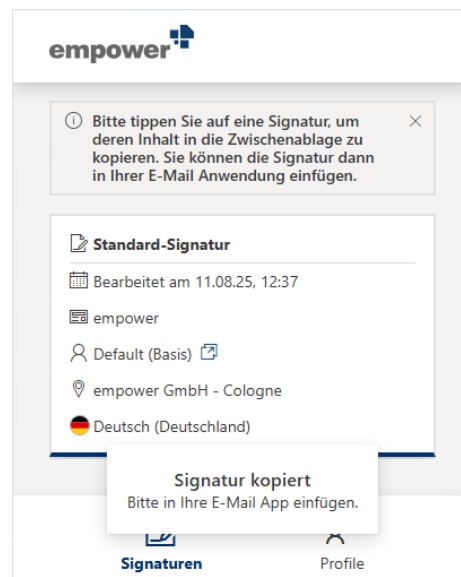 empower
Bitte tippen Sie auf eine Signatur, um
deren Inhalt in die Zwischenablage zu
kopieren. Sie können die Signatur dann
in Ihrer E-Mail Anwendung einfügen.
Standard-Signatur
Bearbeitet am 11.08.25, 12:37
empower
Default (Basis)
empower GmbH - Cologne
Deutsch (Deutschland)
Signatur kopiert
Bitte in Ihre E-Mail App einfügen.
Signaturen
Profile